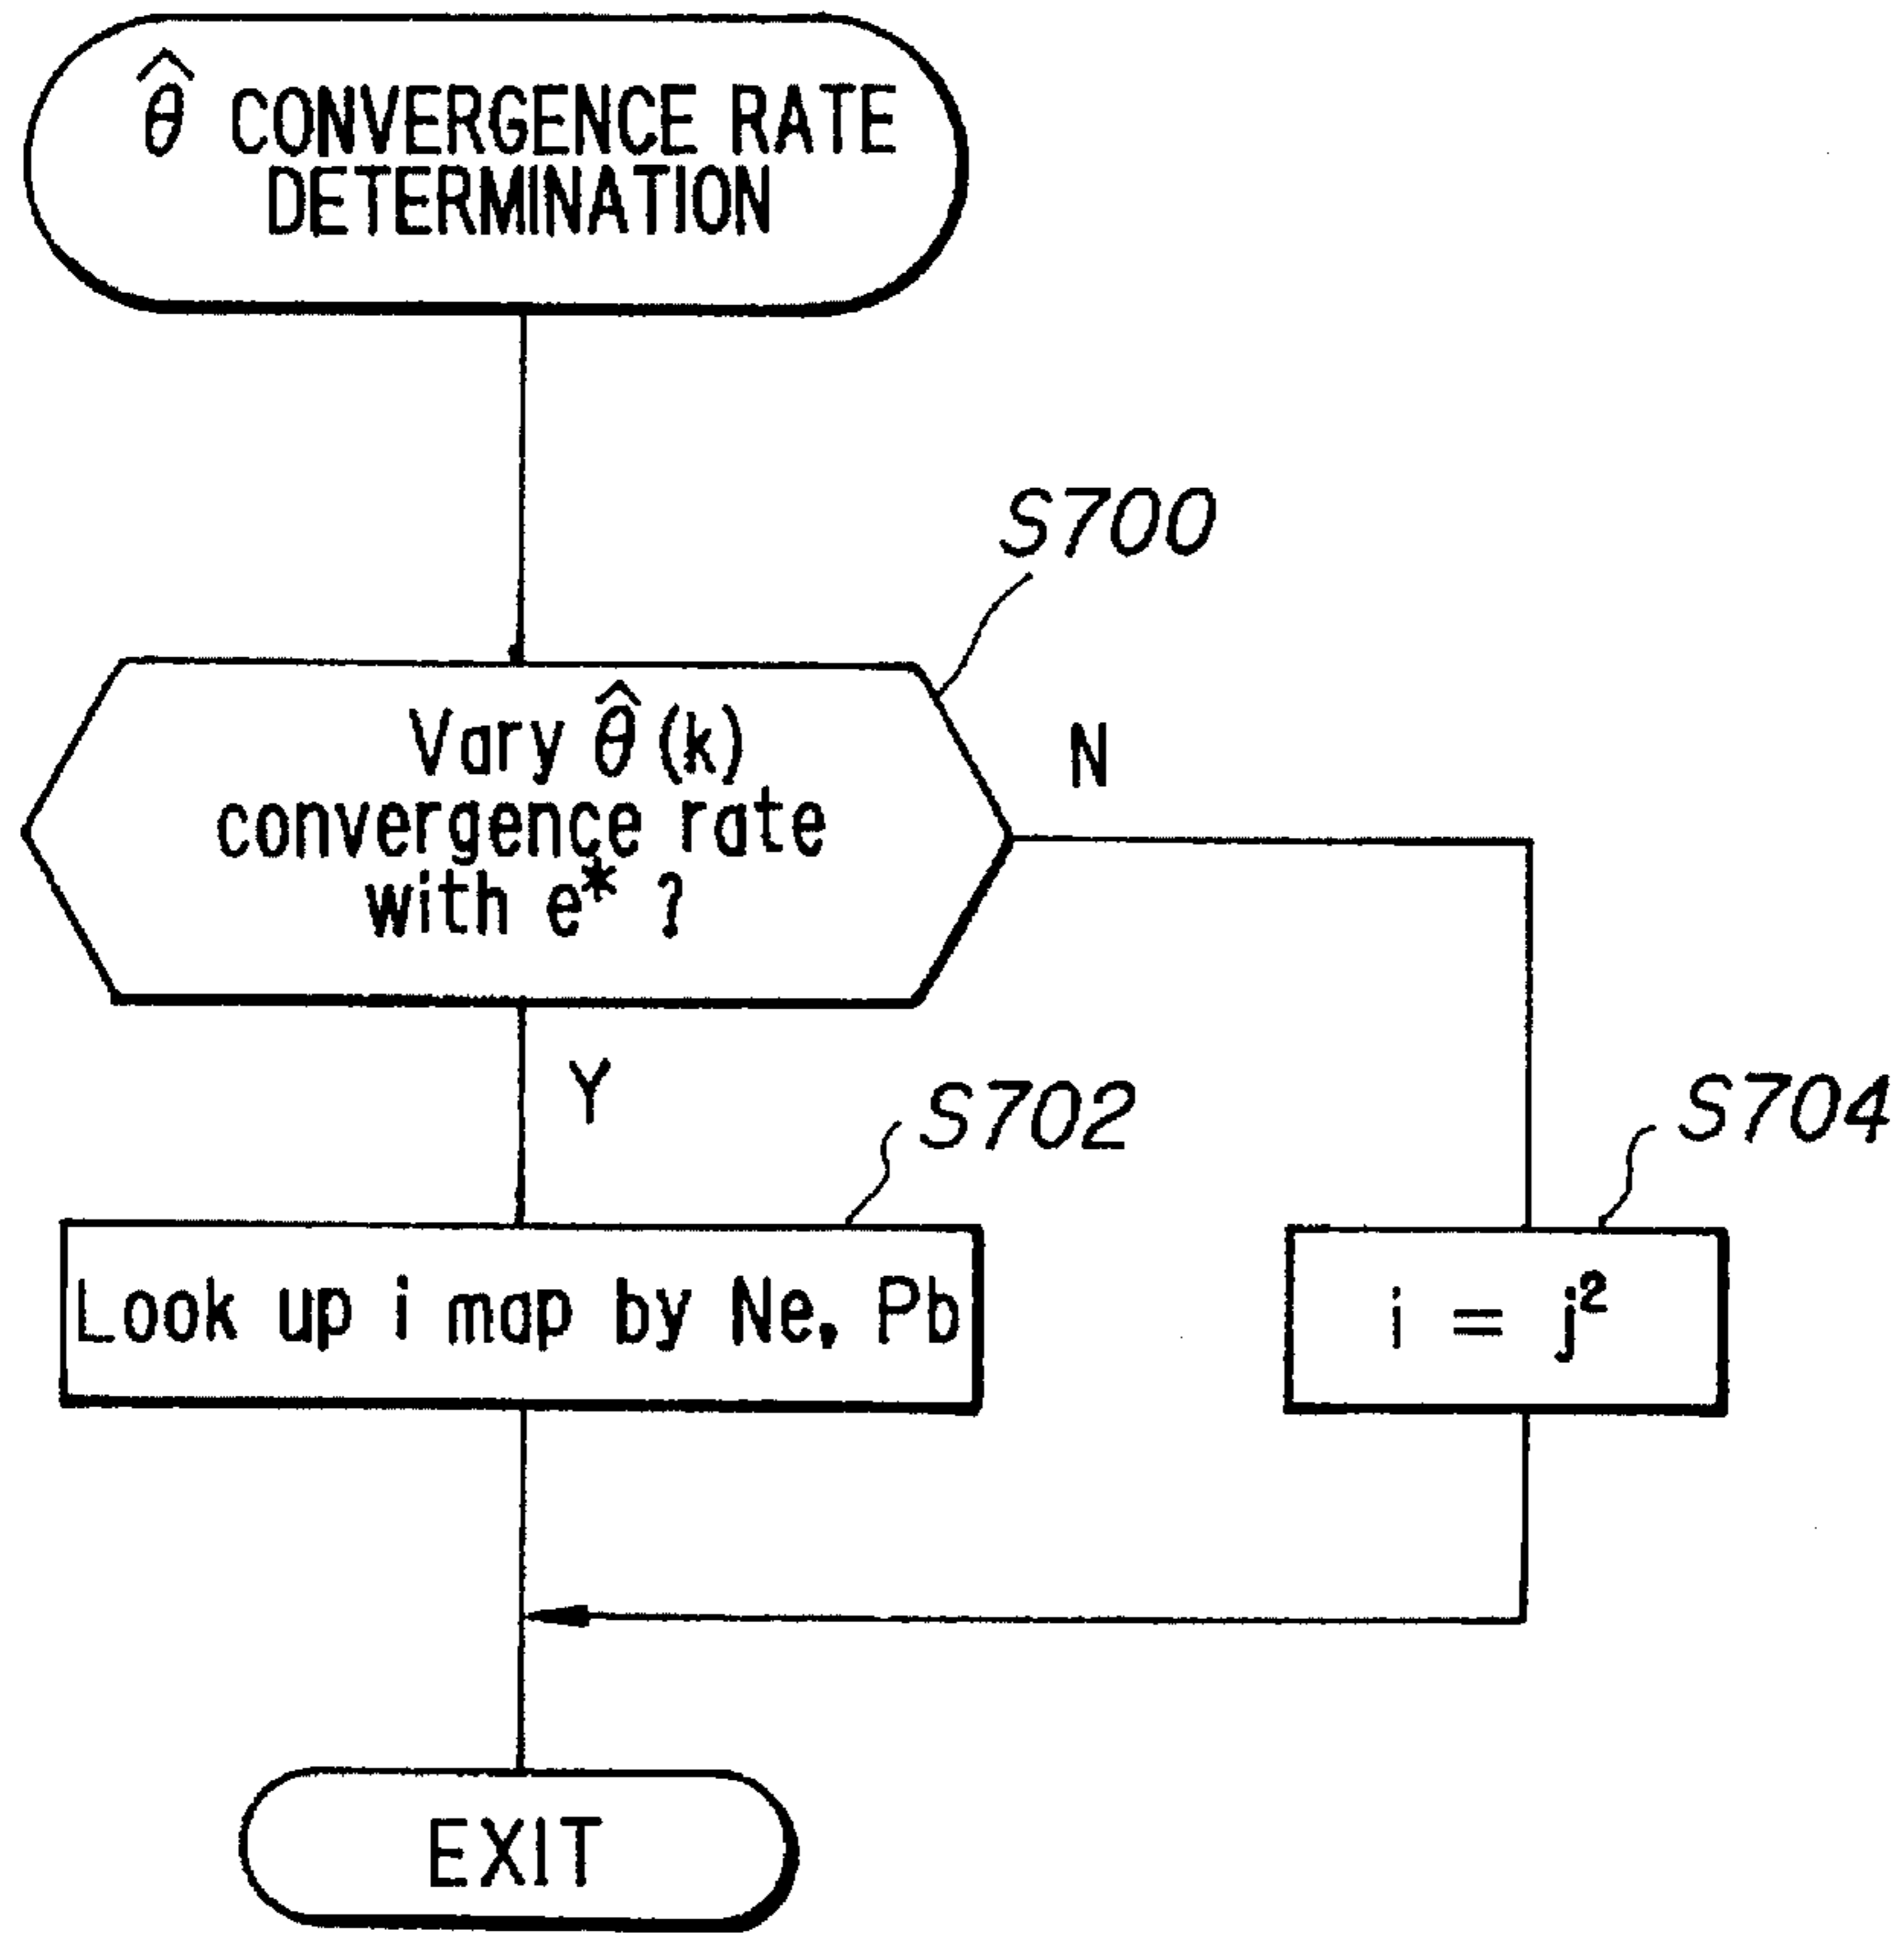 θ̂ CONVERGENCE RATE
DETERMINATION
S700
Vary θ̂(k)
convergence rate
with e* ?
N
Y
S702
S704
Look up i map by Ne, Pb
i = j²
EXIT